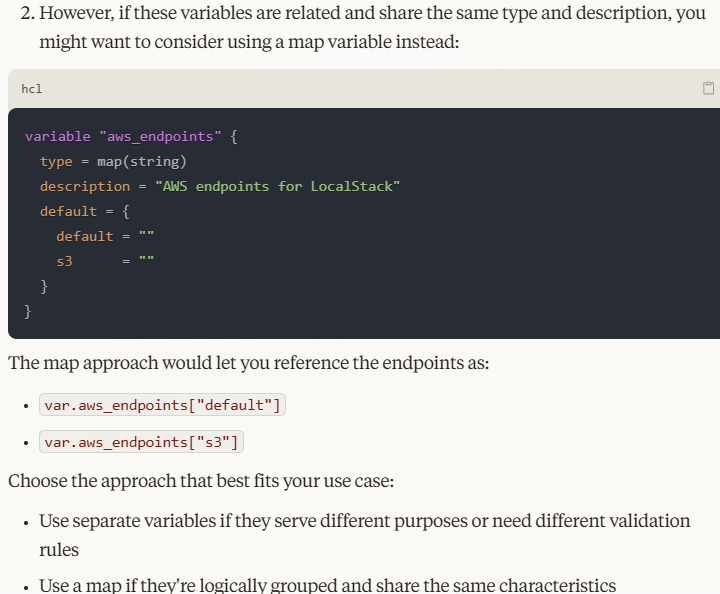 2. However, if these variables are related and share the same type and description, you
might want to consider using a map variable instead:
hcl
variable "aws_endpoints" {
  type = map(string)
  description = "AWS endpoints for LocalStack"
  default = {
    default = ""
    s3      = ""
  }
}
The map approach would let you reference the endpoints as:
• var.aws_endpoints["default"]
• var.aws_endpoints["s3"]
Choose the approach that best fits your use case:
• Use separate variables if they serve different purposes or need different validation
rules
• Use a map if they're logically grouped and share the same characteristics